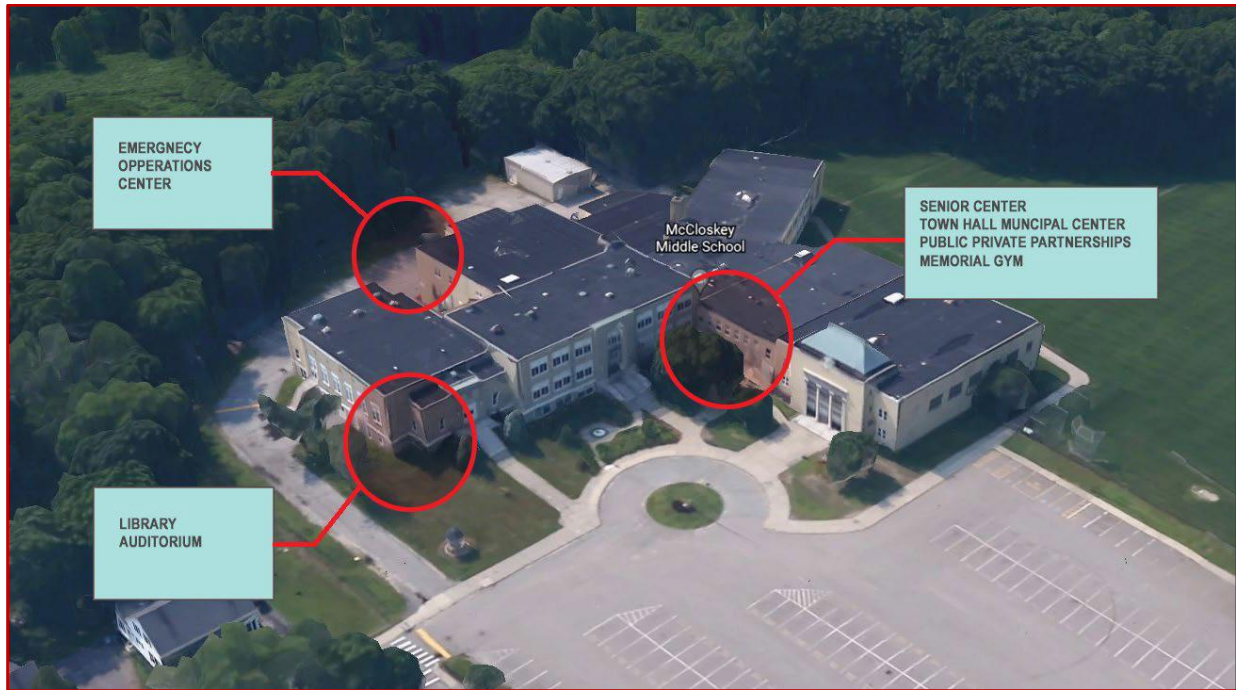 EMERGNECY
OPPERATIONS
CENTER
McCloskey
Middle School
SENIOR CENTER
TOWN HALL MUNCIPAL CENTER
PUBLIC PRIVATE PARTNERSHIPS
MEMORIAL GYM
LIBRARY
AUDITORIUM